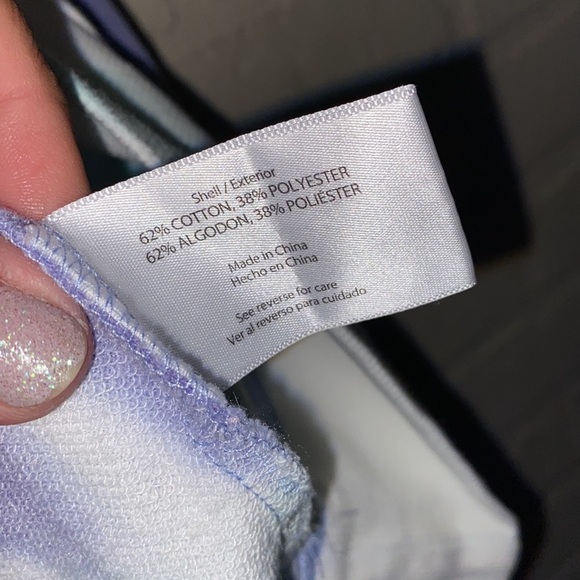 Shell / Exterior
62% COTTON, 38% POLYESTER
62% ALGODON, 38% POLIÉSTER
Made in China
Hecho en China
See reverse for care
Ver al reverso para cuidado